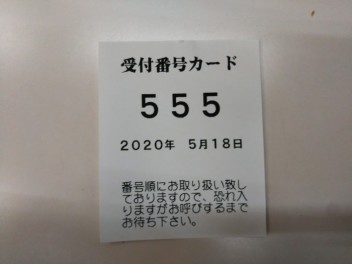 受付番号カード
555
2020年 5月18日
番号順にお取り扱い致し
ておりますので、恐れ入
りますがお呼びするまで
お待ち下さい。